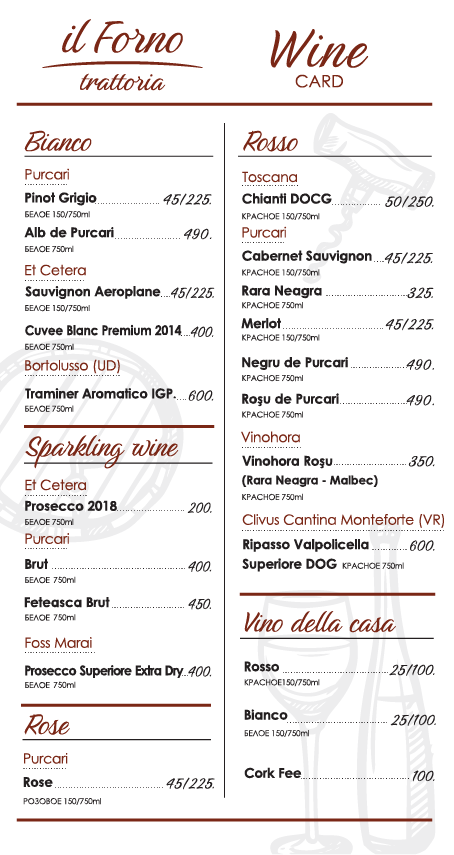 il Forno
trattoria
Wine
CARD
Bianco
Purcari
Pinot Grigio 45/225.
БЕЛОЕ 150/750ml
Alb de Purcari 490.
БЕЛОЕ 750ml
Et Cetera
Sauvignon Aeroplane 45/225.
БЕЛОЕ 150/750ml
Cuvee Blanc Premium 2014 400.
БЕЛОЕ 750ml
Bortolusso (UD)
Traminer Aromatico IGP. 600.
БЕЛОЕ 750ml
Sparkling wine
Et Cetera
Prosecco 2018 200.
БЕЛОЕ 750ml
Purcari
Brut 400.
БЕЛОЕ 750ml
Feteasca Brut 450.
БЕЛОЕ 750ml
Foss Marai
Prosecco Superiore Extra Dry 400.
БЕЛОЕ 750ml
Rose
Purcari
Rose 45/225.
РОЗОВОЕ 150/750ml
Rosso
Toscana
Chianti DOCG 50/250.
КРАСНОЕ 150/750ml
Purcari
Cabernet Sauvignon 45/225.
КРАСНОЕ 150/750ml
Rara Neagra 325.
КРАСНОЕ 750ml
Merlot 45/225.
КРАСНОЕ 150/750ml
Negru de Purcari 490.
КРАСНОЕ 750ml
Roşu de Purcari 490.
КРАСНОЕ 750ml
Vinohora
Vinohora Roşu 350.
(Rara Neagra - Malbec)
КРАСНОЕ 750ml
Clivus Cantina Monteforte (VR)
Ripasso Valpolicella 600.
Superiore DOG КРАСНОЕ 750ml
Vino della casa
Rosso 25/100.
КРАСНОЕ150/750ml
Bianco 25/100.
БЕЛОЕ 150/750ml
Cork Fee 100.